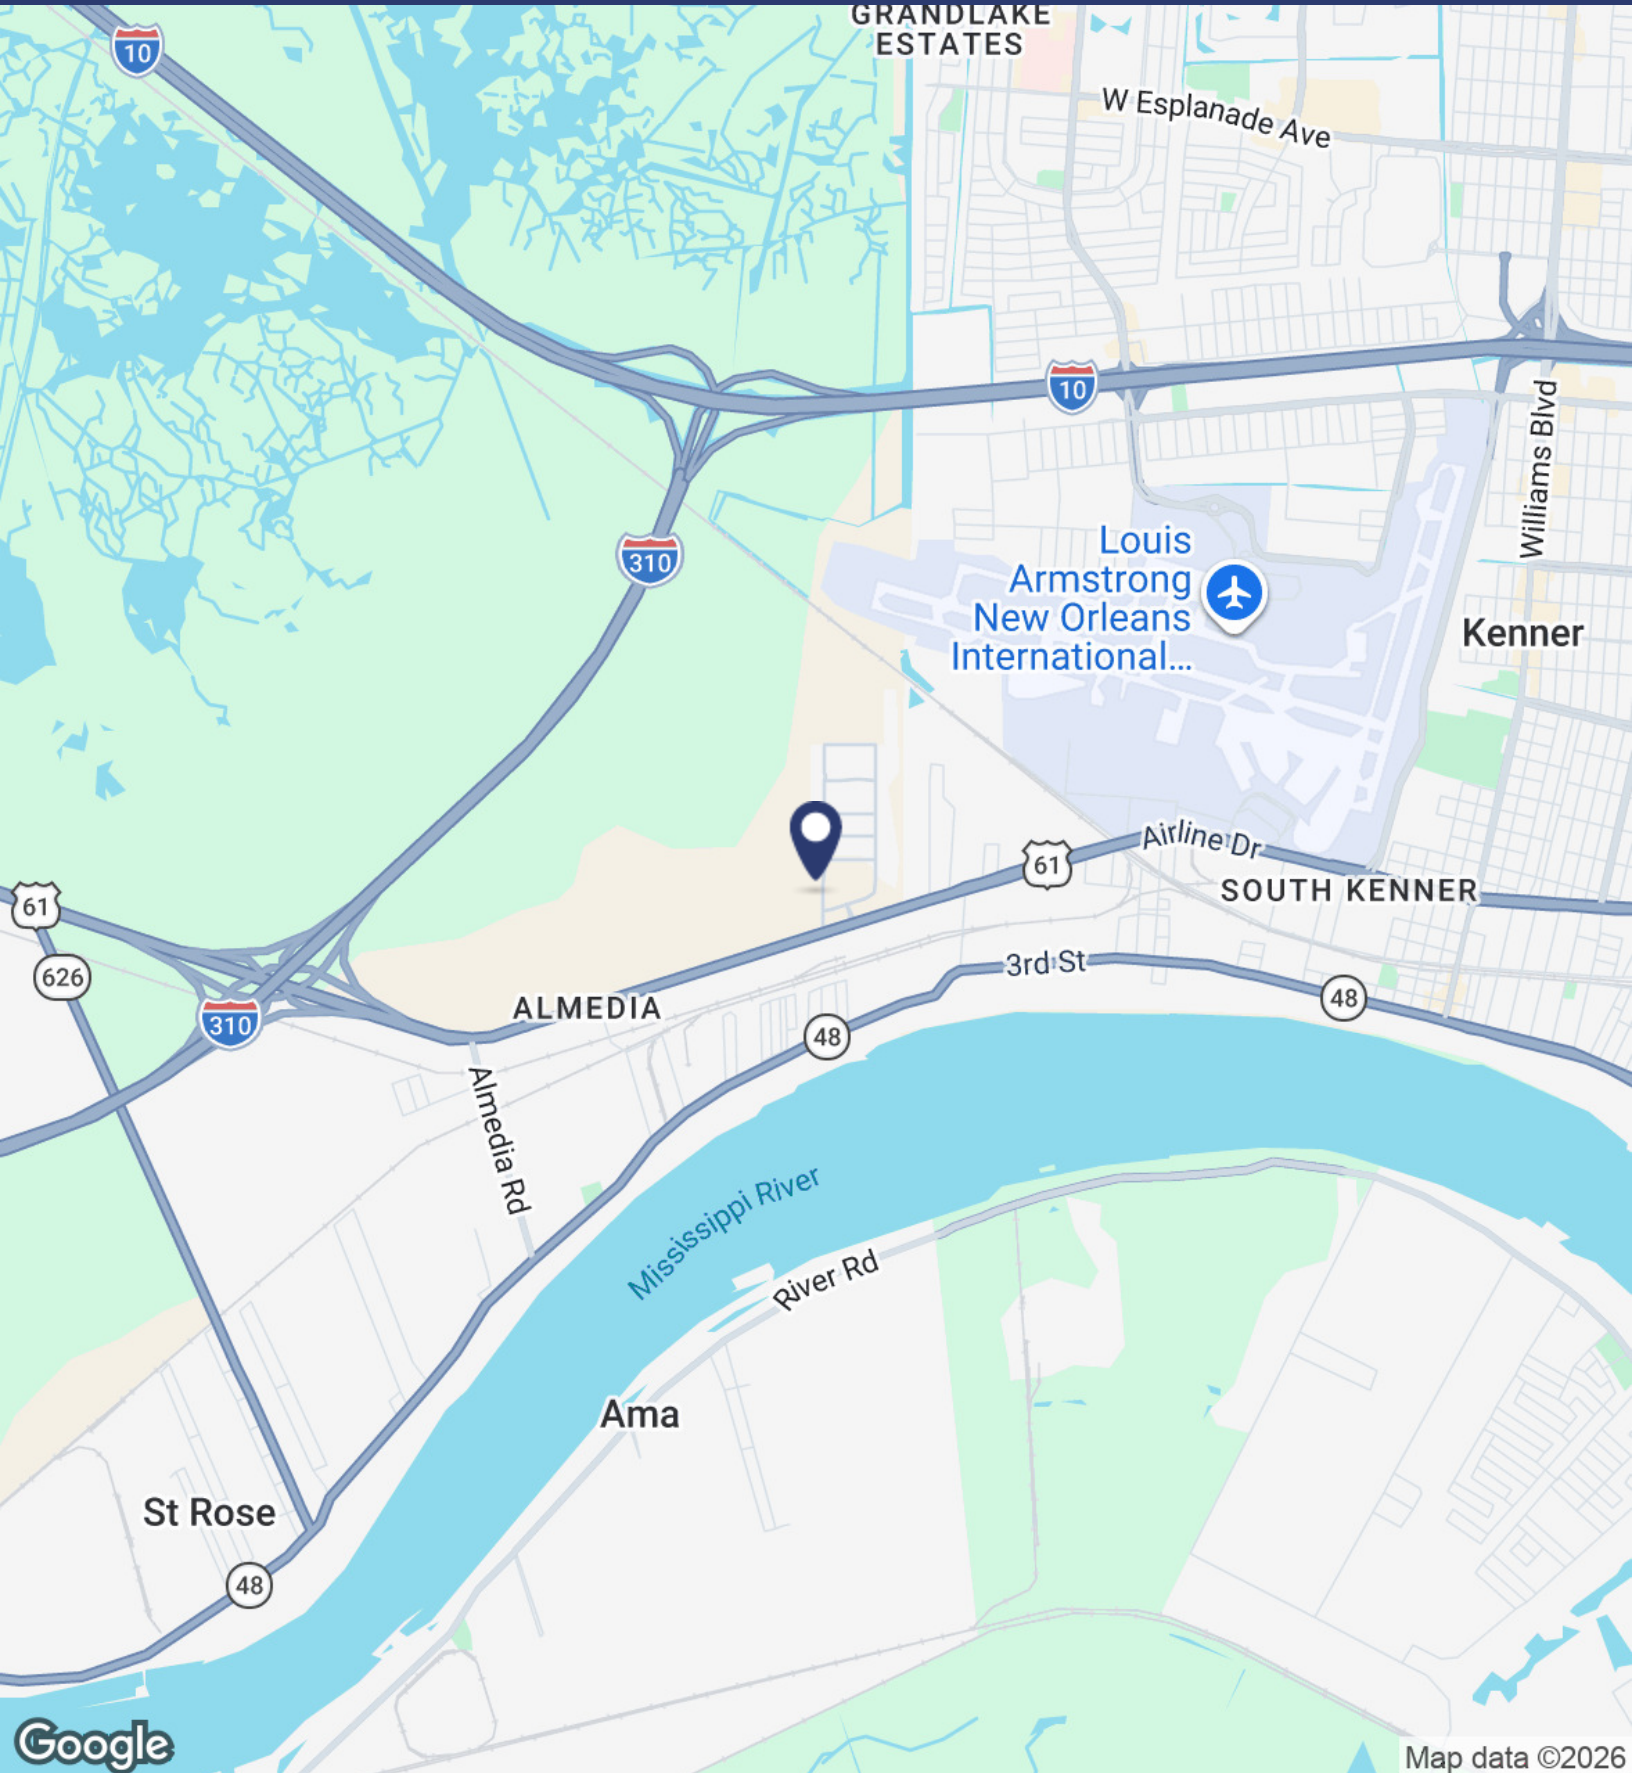 GRANDLAKE
ESTATES
10
W Esplanade Ave
10
Williams Blvd
310
Louis
Armstrong
New Orleans
International...
Kenner
61
Airline Dr
61
SOUTH KENNER
626
3rd St
48
ALMEDIA
310
48
Almedia Rd
Mississippi River
River Rd
Ama
St Rose
48
Google
Map data ©2026